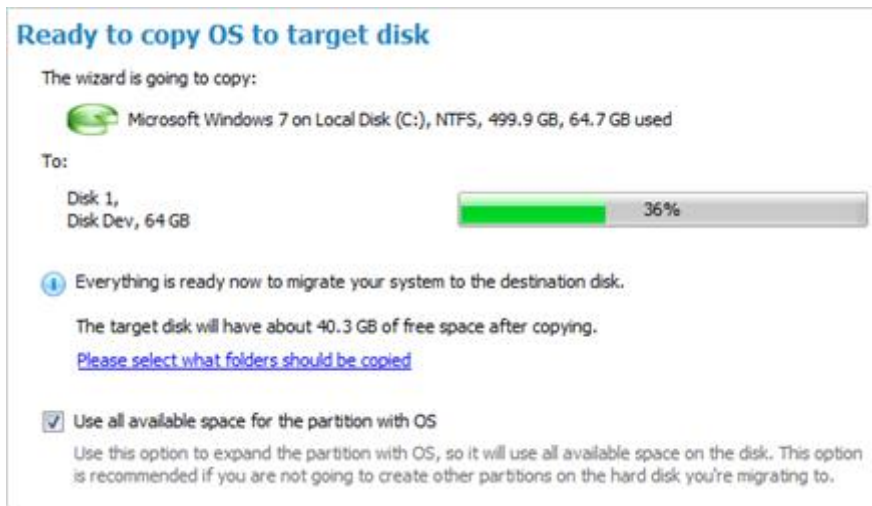 Ready to copy OS to target disk
The wizard is going to copy:
Microsoft Windows 7 on Local Disk (C:), NTFS, 499.9 GB, 64.7 GB used
To:
Disk 1,
Disk Dev, 64 GB
36%
Everything is ready now to migrate your system to the destination disk.
The target disk will have about 40.3 GB of free space after copying.
Please select what folders should be copied
Use all available space for the partition with OS
Use this option to expand the partition with OS, so it will use all available space on the disk. This option
is recommended if you are not going to create other partitions on the hard disk you're migrating to.